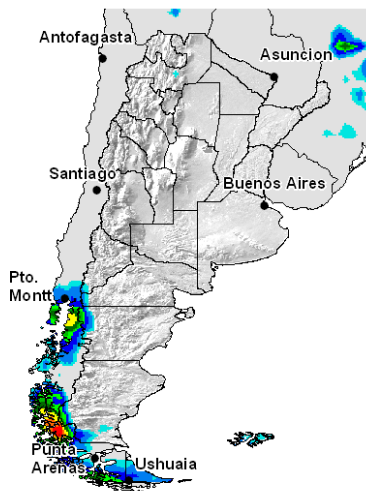 Antofagasta
Asuncion
Santiago
Buenos Aires
Pto.
Montt
Punta
Arenas
Ushuaia